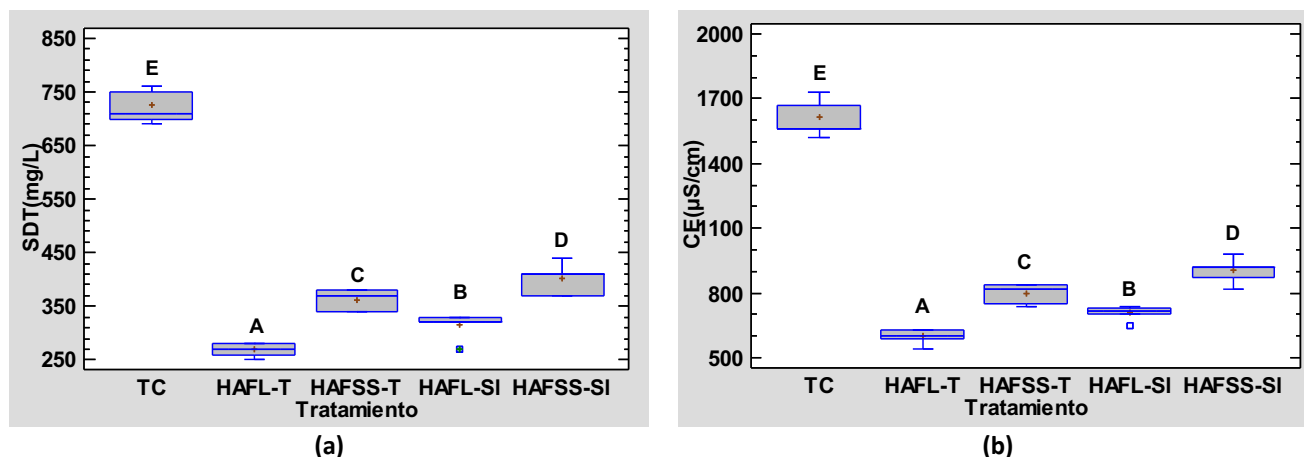 850
750
650
550
450
350
250
SDT(mg/L)
E
A
C
B
D
TC HAFL-T HAFSS-T HAFL-SI HAFSS-SI
Tratamiento
(a)
2000
1700
1400
1100
800
500
CE(µS/cm)
E
A
C
B
D
TC HAFL-T HAFSS-T HAFL-SI HAFSS-SI
Tratamiento
(b)